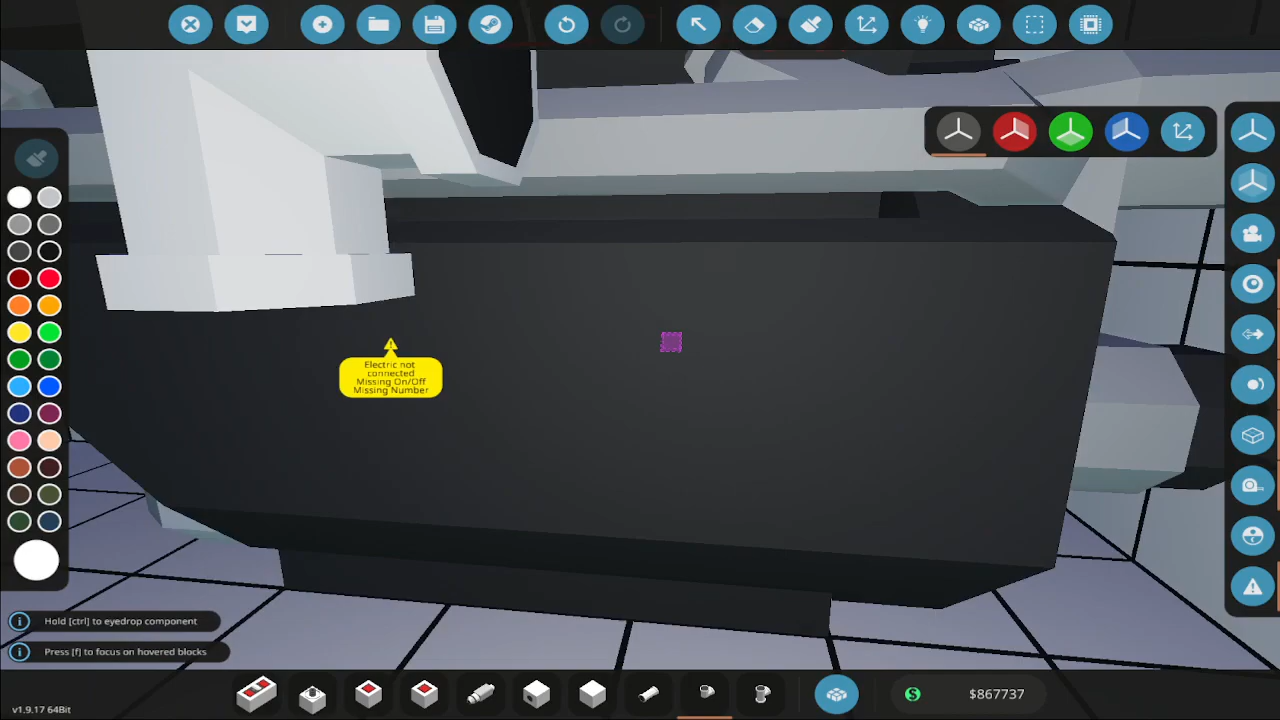 Electric not
connected
Missing On/Off
Missing Number
Hold [ctrl] to eyedrop component
Press [f] to focus on hovered blocks
v1.9.17 64Bit
$867737